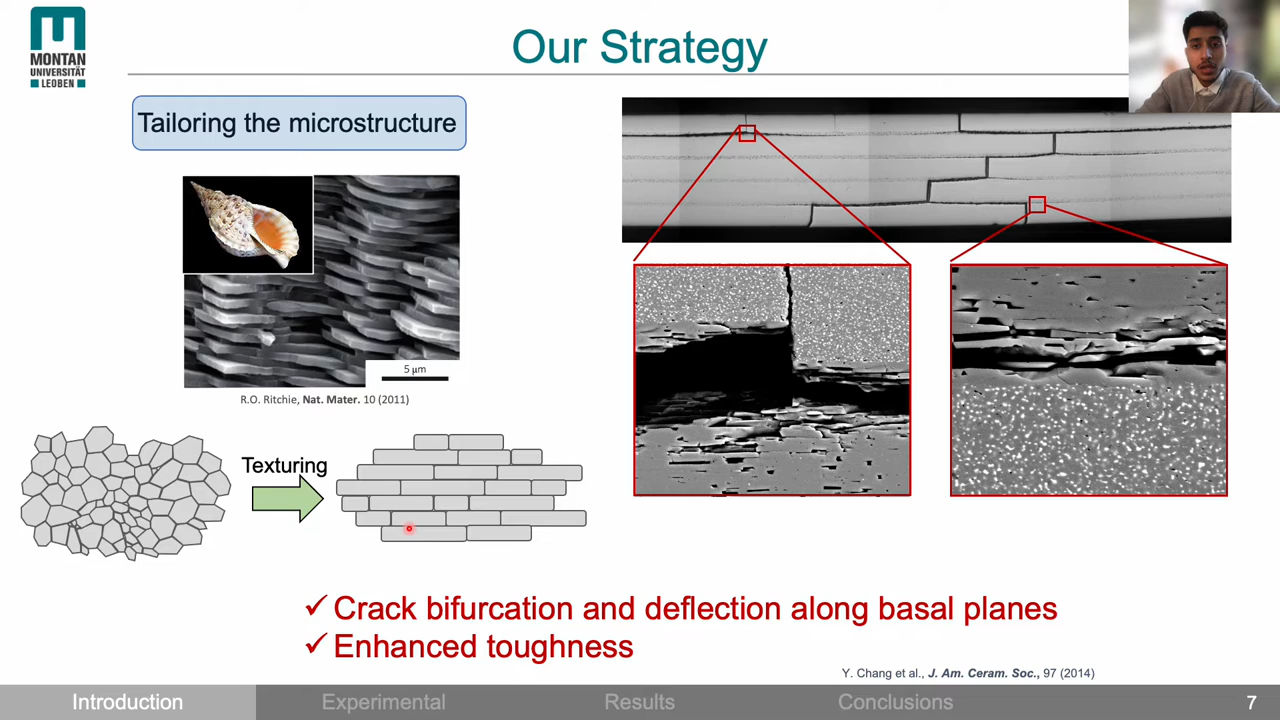 MONTAN
UNIVERSITÄT
LEOBEN
Our Strategy
Tailoring the microstructure
5 µm
R.O. Ritchie, Nat. Mater. 10 (2011)
Texturing
✓ Crack bifurcation and deflection along basal planes
✓ Enhanced toughness
Y. Chang et al., J. Am. Ceram. Soc., 97 (2014)
Introduction
Experimental
Results
Conclusions
7